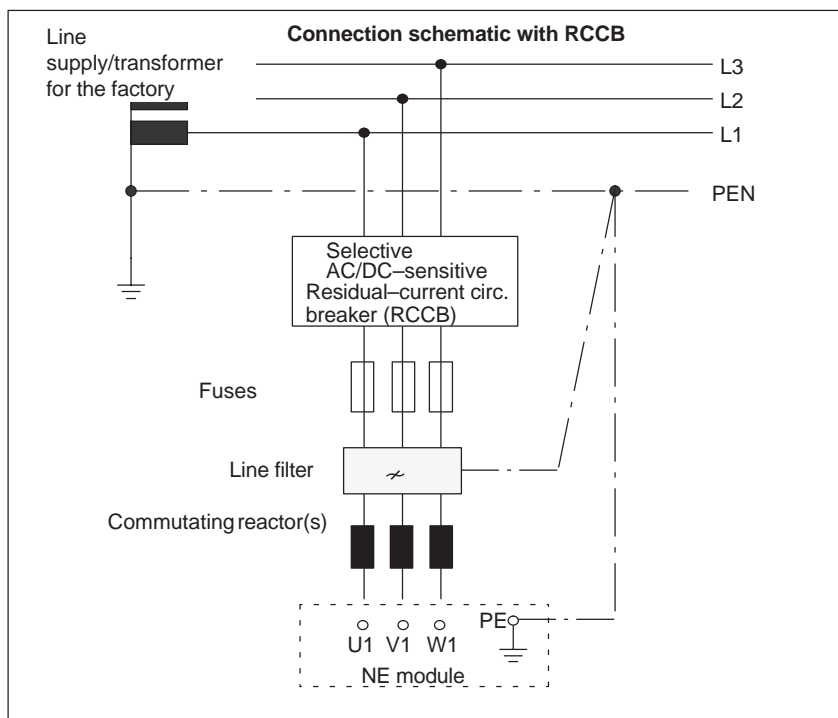 Connection schematic with RCCB
Line
supply/transformer
for the factory
L3
L2
L1
PEN
Selective
AC/DC–sensitive
Residual–current circ.
breaker (RCCB)
Fuses
Line filter
Commutating reactor(s)
U1 V1 W1 PE
NE module